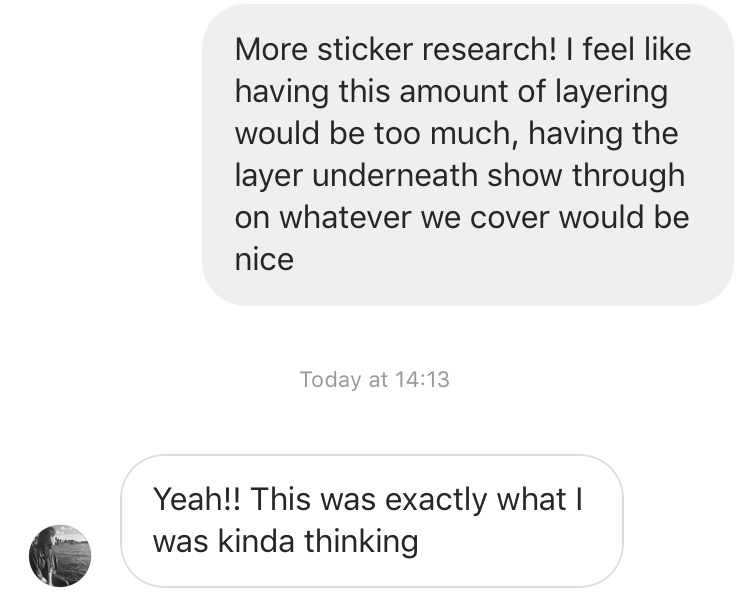 More sticker research! I feel like
having this amount of layering
would be too much, having the
layer underneath show through
on whatever we cover would be
nice
Today at 14:13
Yeah!! This was exactly what I
was kinda thinking